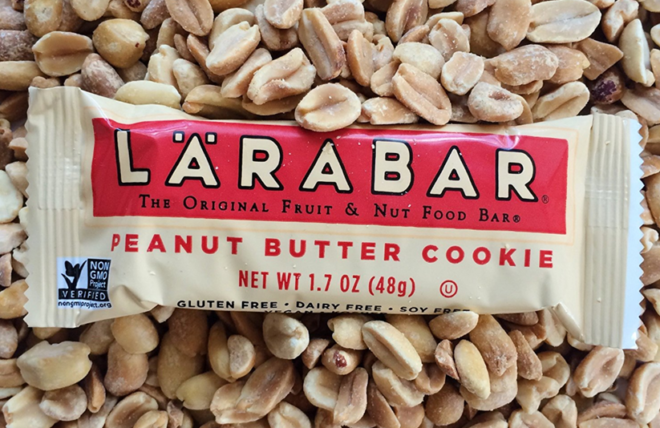 LÄRABAR®
THE ORIGINAL FRUIT & NUT FOOD BAR®
PEANUT BUTTER COOKIE
NET WT 1.7 OZ (48g) U
NON
GMO
Project
VERIFIED
nongmoproject.org
GLUTEN FREE • DAIRY FREE • SOY FREE
VEGAN